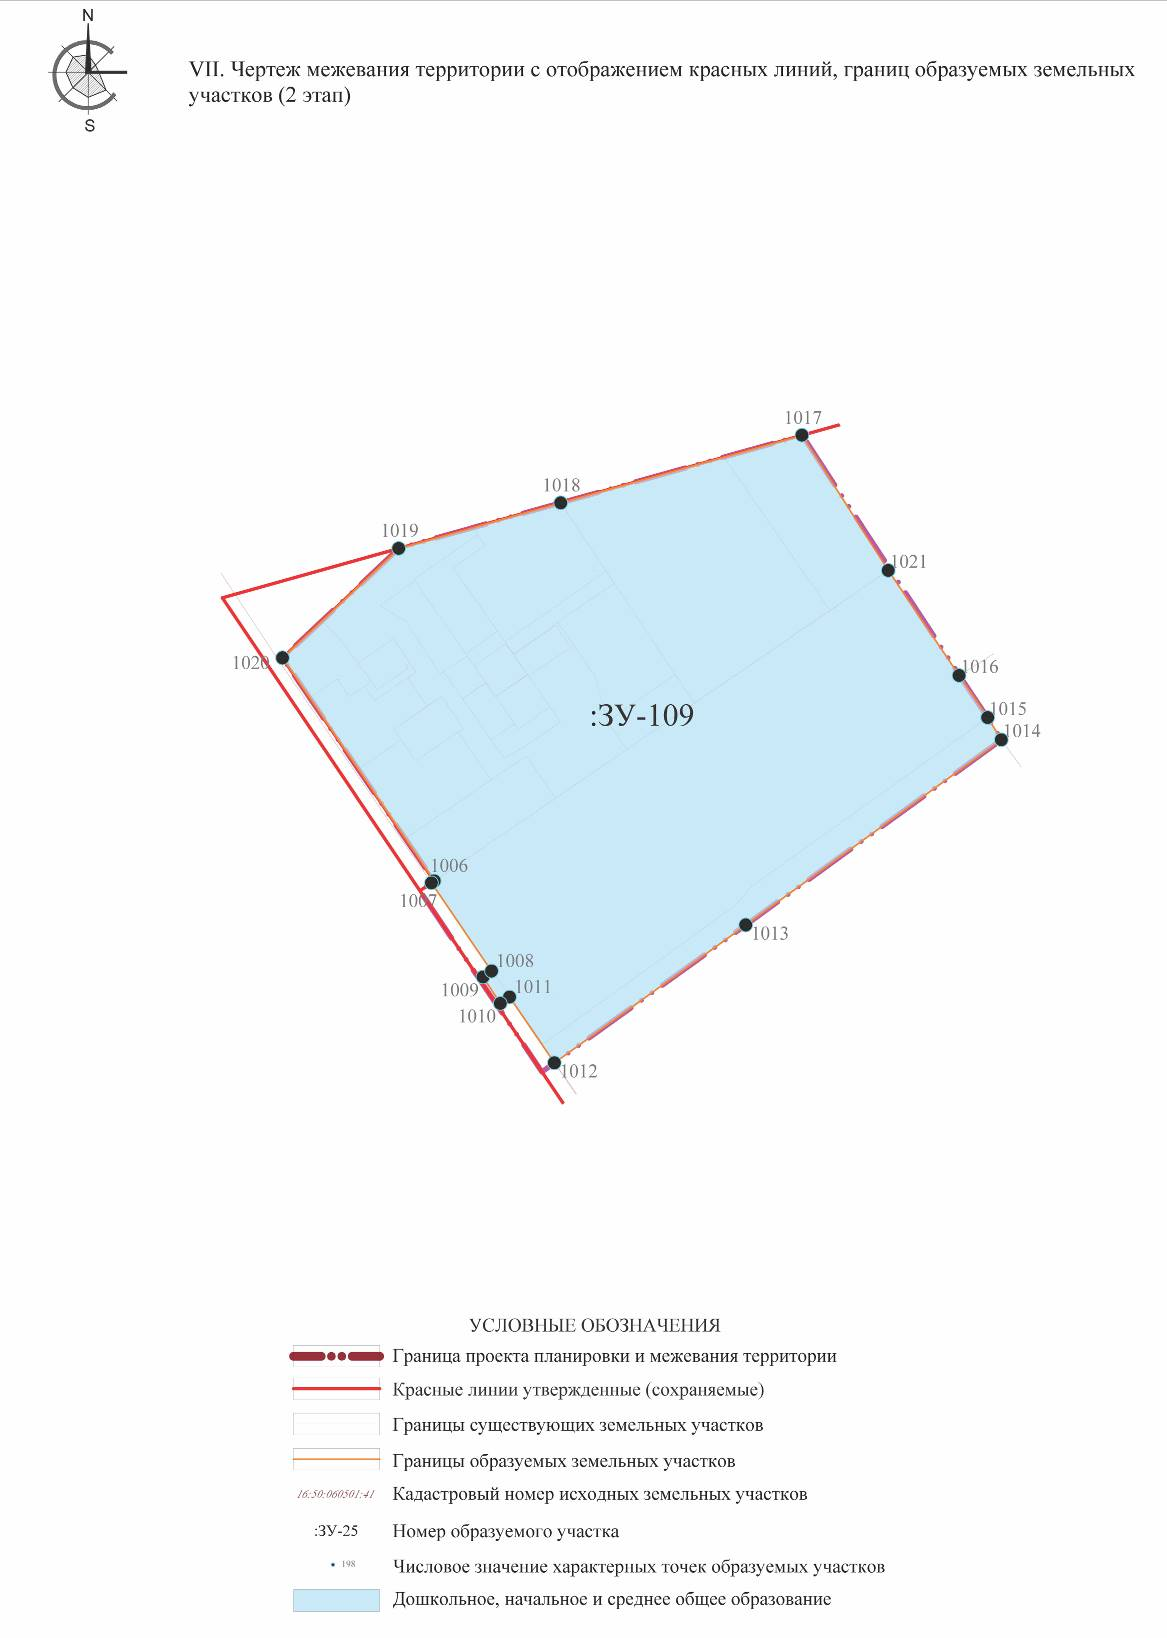 N
S
VII. Чертеж межевания территории с отображением красных линий, границ образуемых земельных
участков (2 этап)
1017
1018
1019
1021
1020
1016
1015
1014
:ЗУ-109
1006
1007
1013
1008
1009
1011
1010
1012
УСЛОВНЫЕ ОБОЗНАЧЕНИЯ
Граница проекта планировки и межевания территории
Красные линии утвержденные (сохраняемые)
Границы существующих земельных участков
Границы образуемых земельных участков
16:50:060501:41 Кадастровый номер исходных земельных участков
:ЗУ-25 Номер образуемого участка
198 Числовое значение характерных точек образуемых участков
Дошкольное, начальное и среднее общее образование